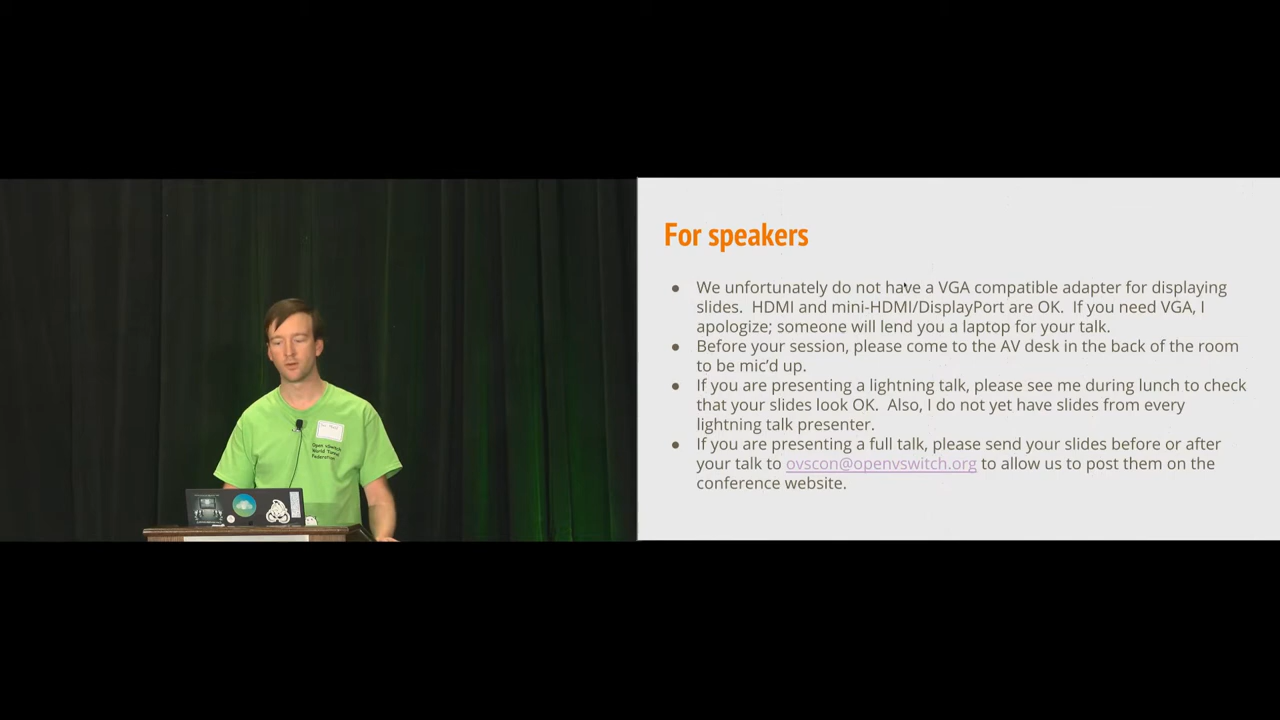 For speakers
● We unfortunately do not have a VGA compatible adapter for displaying
slides.  HDMI and mini-HDMI/DisplayPort are OK.  If you need VGA, I
apologize; someone will lend you a laptop for your talk.
● Before your session, please come to the AV desk in the back of the room
to be mic'd up.
● If you are presenting a lightning talk, please see me during lunch to check
that your slides look OK.  Also, I do not yet have slides from every
lightning talk presenter.
● If you are presenting a full talk, please send your slides before or after
your talk to ovscon@openvswitch.org to allow us to post them on the
conference website.
Open vSwitch
World Tunnel
Federation